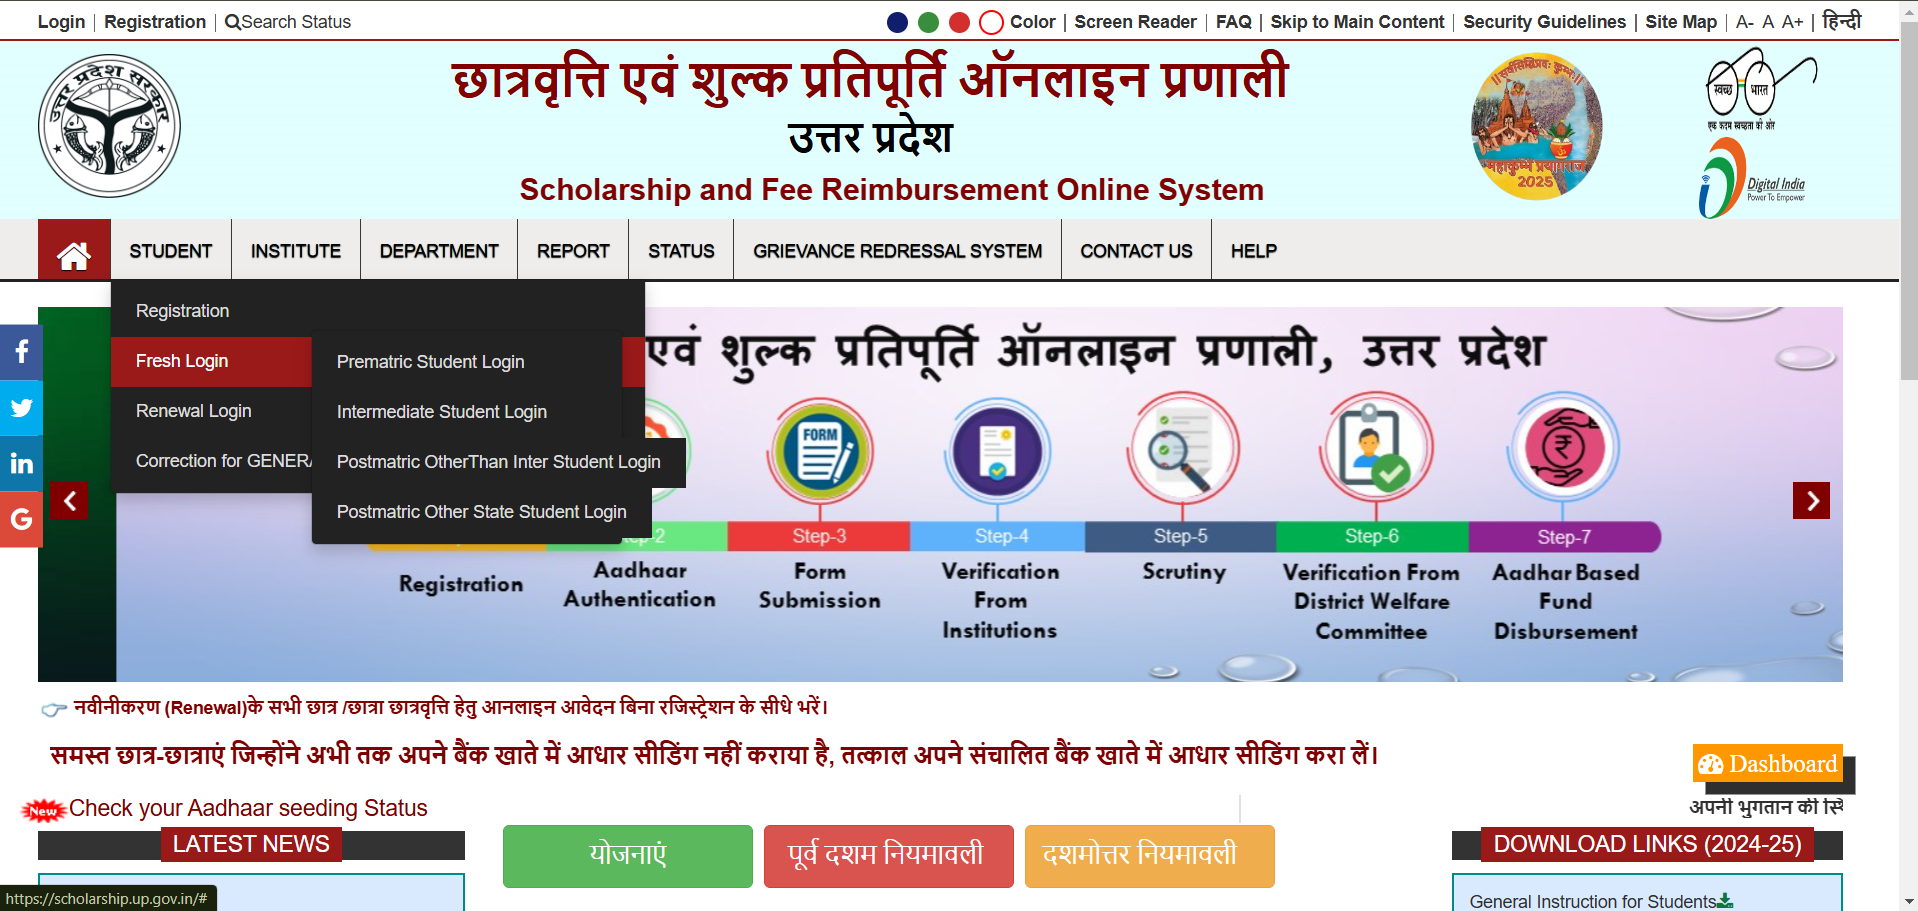 Login | Registration | Search Status
Color | Screen Reader | FAQ | Skip to Main Content | Security Guidelines | Site Map | A- A A+ | हिन्दी
उत्तर प्रदेश सरकार
छात्रवृत्ति एवं शुल्क प्रतिपूर्ति ऑनलाइन प्रणाली
उत्तर प्रदेश
Scholarship and Fee Reimbursement Online System
महाकुम्भ प्रयागराज
2025
स्वच्छ भारत
एक कदम स्वच्छता की ओर
Digital India
Power To Empower
STUDENT
INSTITUTE
DEPARTMENT
REPORT
STATUS
GRIEVANCE REDRESSAL SYSTEM
CONTACT US
HELP
Registration
Fresh Login
Renewal Login
Correction for GENERA
Prematric Student Login
Intermediate Student Login
Postmatric OtherThan Inter Student Login
Postmatric Other State Student Login
एवं शुल्क प्रतिपूर्ति ऑनलाइन प्रणाली, उत्तर प्रदेश
FORM
ep-2
Step-3
Step-4
Step-5
Step-6
Step-7
Registration
Aadhaar
Authentication
Form
Submission
Verification
From
Institutions
Scrutiny
Verification From
District Welfare
Committee
Aadhar Based
Fund
Disbursement
नवीनीकरण (Renewal)के सभी छात्र /छात्रा छात्रवृत्ति हेतु आनलाइन आवेदन बिना रजिस्ट्रेशन के सीधे भरें।
समस्त छात्र-छात्राएं जिन्होंने अभी तक अपने बैंक खाते में आधार सीडिंग नहीं कराया है, तत्काल अपने संचालित बैंक खाते में आधार सीडिंग करा लें।
Dashboard
अपनी भुगतान की स्थि
New Check your Aadhaar seeding Status
LATEST NEWS
योजनाएं
पूर्व दशम नियमावली
दशमोत्तर नियमावली
DOWNLOAD LINKS (2024-25)
General Instruction for Students
https://scholarship.up.gov.in/#